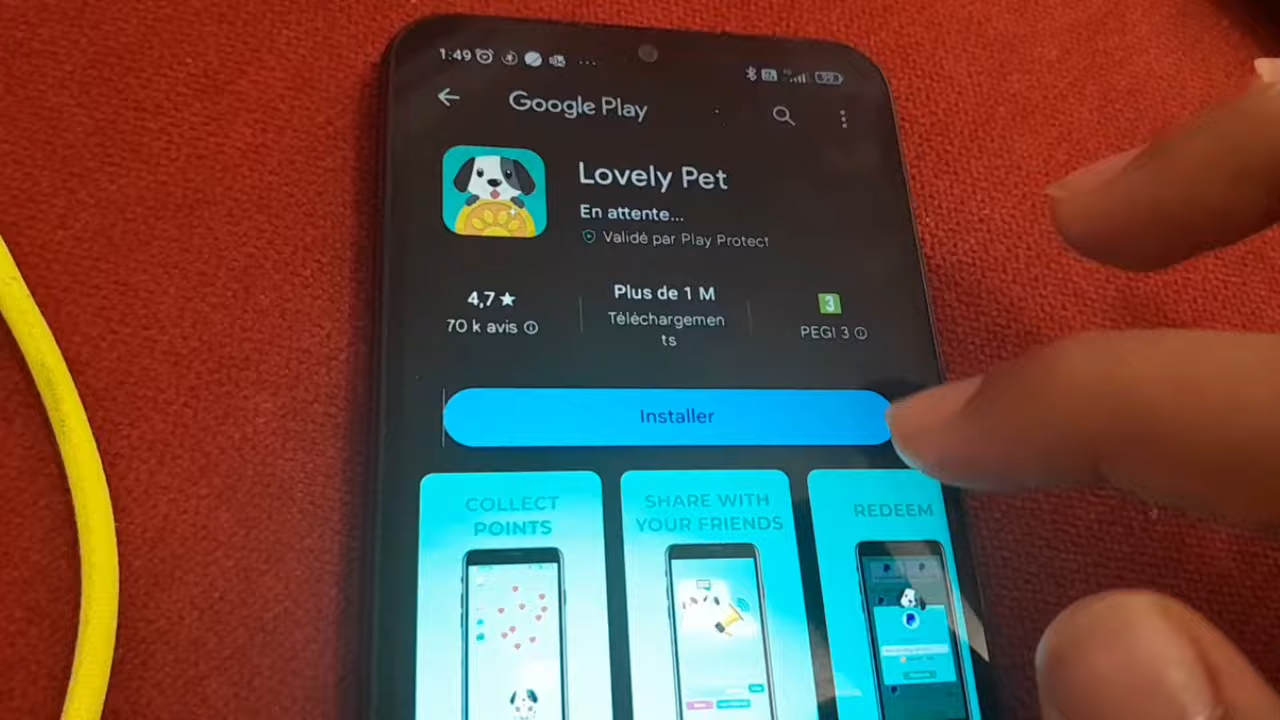 1:49
99
Google Play
Lovely Pet
En attente...
Validé par Play Protect
4,7★
70 k avis
Plus de 1 M
Téléchargemen
ts
3
PEGI 3
Installer
COLLECT
POINTS
SHARE WITH
YOUR FRIENDS
REDEEM